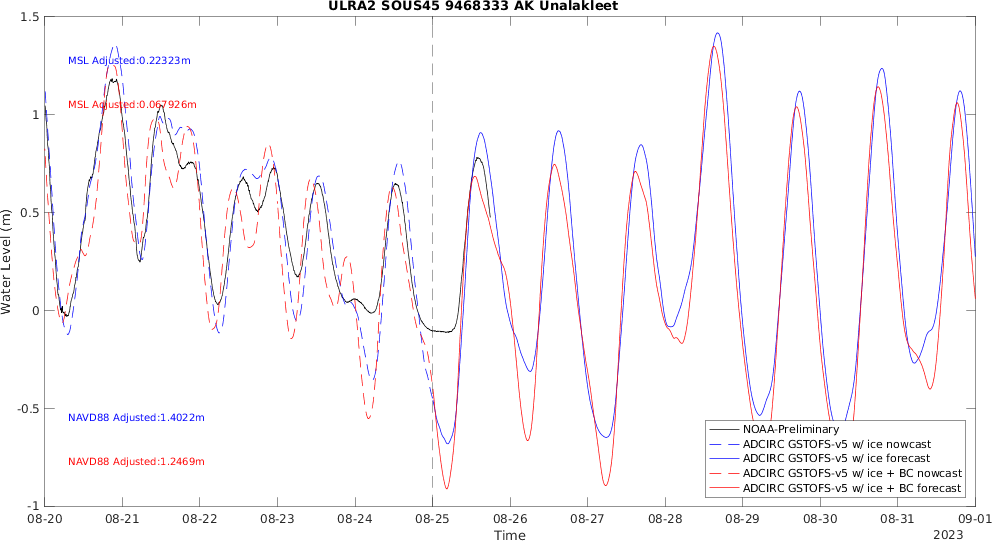 ULRA2 SOUS45 9468333 AK Unalakleet
1.5
1
0.5
0
-0.5
-1
Water Level (m)
MSL Adjusted:0.22323m
MSL Adjusted:0.067926m
NAVD88 Adjusted:1.4022m
NAVD88 Adjusted:1.2469m
NOAA-Preliminary
ADCIRC GSTOFS-v5 w/ ice nowcast
ADCIRC GSTOFS-v5 w/ ice forecast
ADCIRC GSTOFS-v5 w/ ice + BC nowcast
ADCIRC GSTOFS-v5 w/ ice + BC forecast
08-20 08-21 08-22 08-23 08-24 08-25 08-26 08-27 08-28 08-29 08-30 08-31 09-01
Time
2023